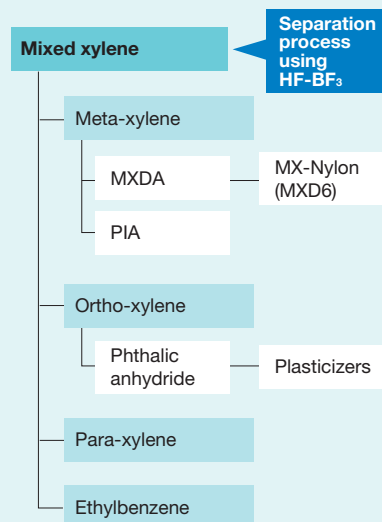 Separation
process
using
HF-BF₃
Mixed xylene
Meta-xylene
MXDA
MX-Nylon
(MXD6)
PIA
Ortho-xylene
Phthalic
anhydride
Plasticizers
Para-xylene
Ethylbenzene